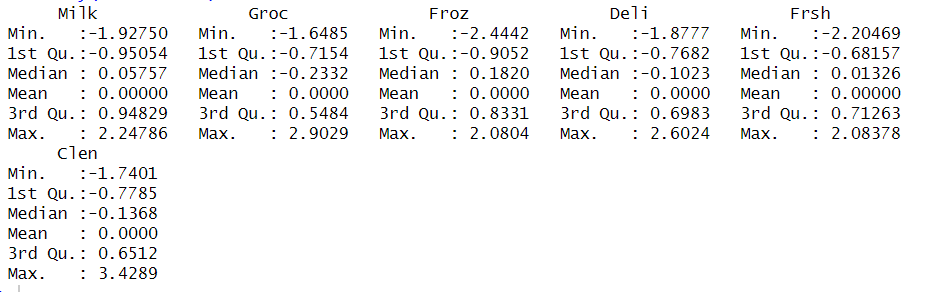 Milk Groc Froz Deli Frsh
Min. :-1.92750 Min. :-1.6485 Min. :-2.4442 Min. :-1.8777 Min. :-2.20469
1st Qu.:-0.95054 1st Qu.:-0.7154 1st Qu.:-0.9052 1st Qu.:-0.7682 1st Qu.:-0.68157
Median : 0.05757 Median :-0.2332 Median : 0.1820 Median :-0.1023 Median : 0.01326
Mean : 0.00000 Mean : 0.0000 Mean : 0.0000 Mean : 0.0000 Mean : 0.00000
3rd Qu.: 0.94829 3rd Qu.: 0.5484 3rd Qu.: 0.8331 3rd Qu.: 0.6983 3rd Qu.: 0.71263
Max. : 2.24786 Max. : 2.9029 Max. : 2.0804 Max. : 2.6024 Max. : 2.08378
Clen
Min. :-1.7401
1st Qu.:-0.7785
Median :-0.1368
Mean : 0.0000
3rd Qu.: 0.6512
Max. : 3.4289